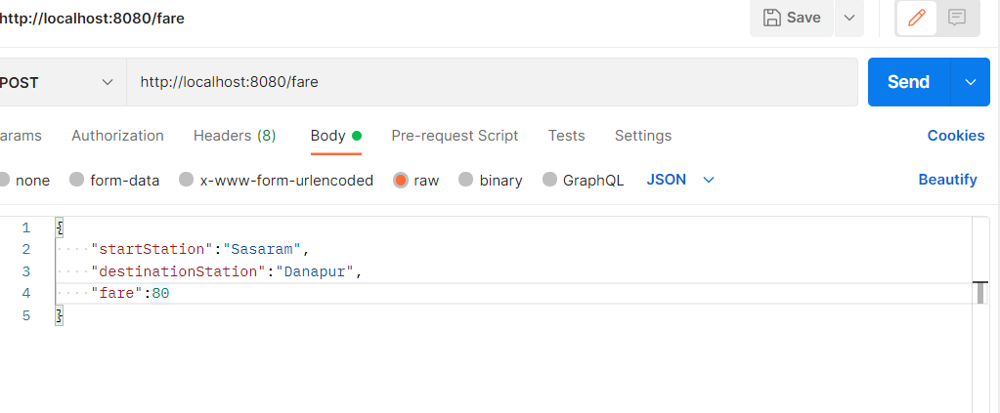 http://localhost:8080/fare
Save
POST
http://localhost:8080/fare
Send
arams Authorization Headers (8) Body Pre-request Script Tests Settings Cookies
none form-data x-www-form-urlencoded raw binary GraphQL JSON Beautify
1 {
2 "startStation":"Sasaram",
3 "destinationStation":"Danapur",
4 "fare":80
5 }